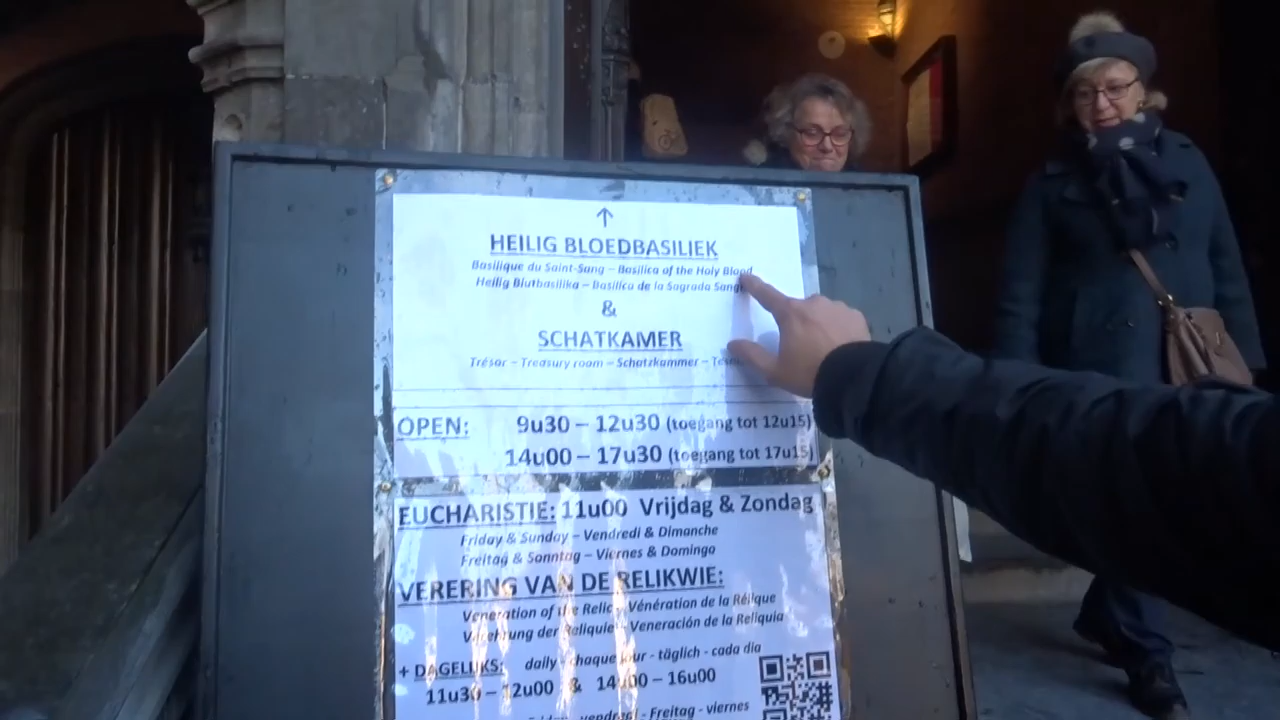 ↑
HEILIG BLOEDBASILIEK
Basilique du Saint-Sang – Basilica of the Holy Blood
Heilig Blutbasilika – Basilica de la Sagrada
&
SCHATKAMER
Trésor – Treasury room – Schatzkammer –
OPEN: 9u30 – 12u30 (toegang tot 12u15)
14u00 – 17u30 (toegang tot 17u15)
EUCHARISTIE: 11u00 Vrijdag & Zondag
Friday & Sunday – Vendredi & Dimanche
Freitag & Sonntag – Viernes & Domingo
VERERING VAN DE RELIKWIE:
Veneration of the Relic, Vénération de la Rélique
Verehrung der Reliquie, Veneración de la Reliquia
+ DAGELIJKS: daily - chaque jour - täglich - cada dia
11u30 – 12u00 & 14u00 – 16u00
vendredi - Freitag - viernes